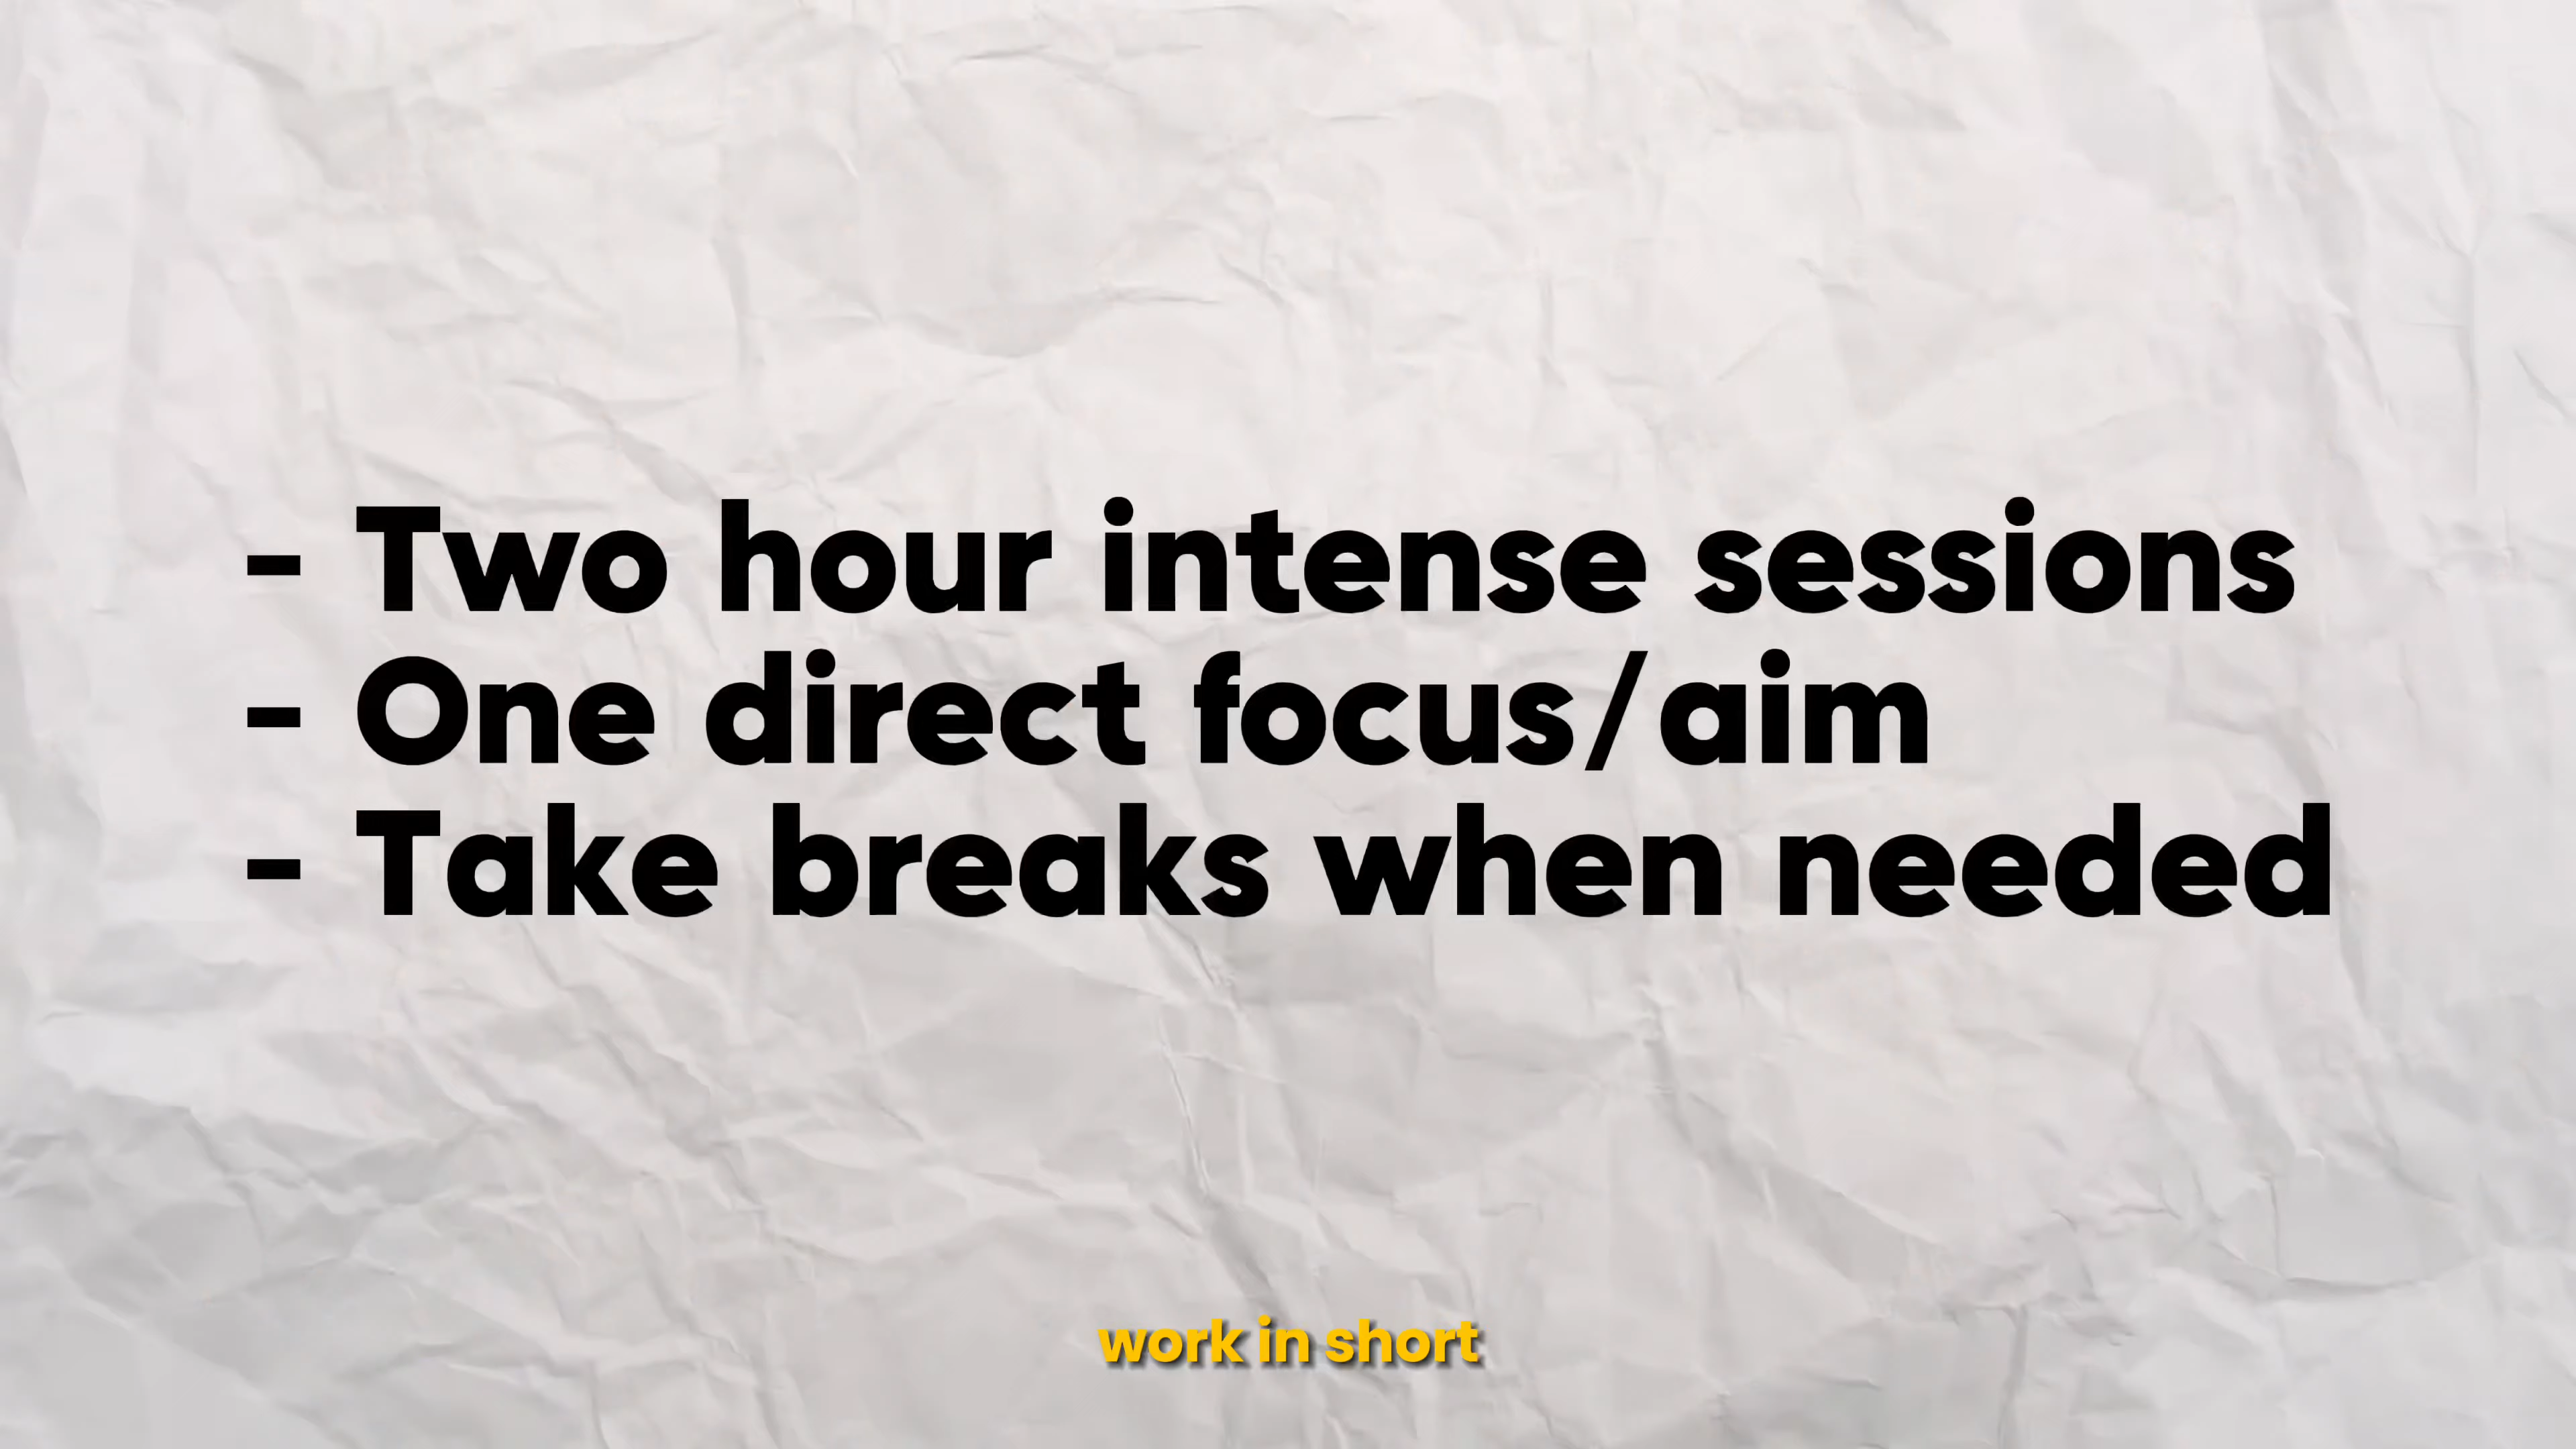 - Two hour intense sessions
- One direct focus/aim
- Take breaks when needed
work in short